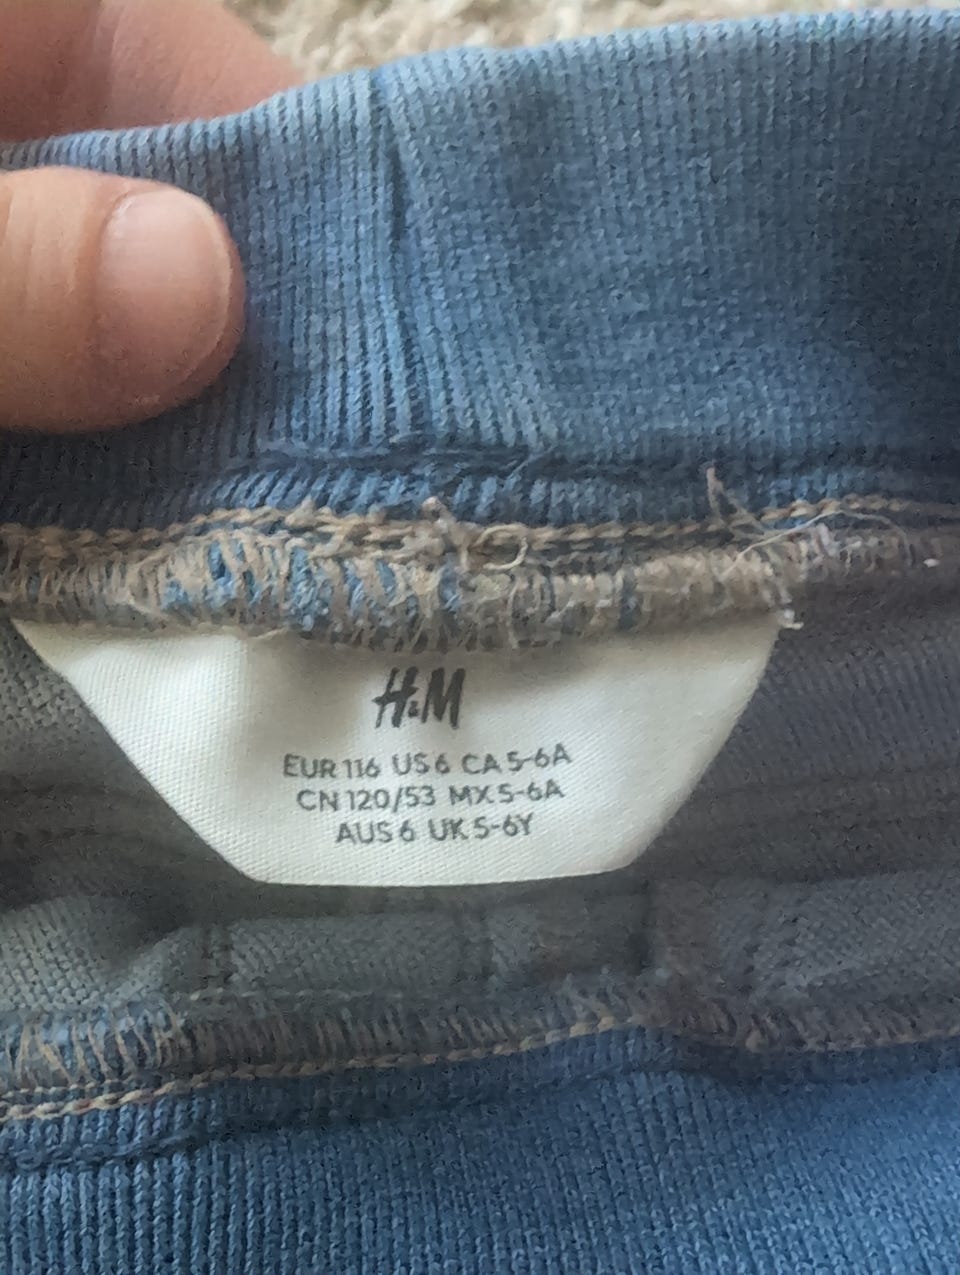 H&M
EUR 116 US 6 CA 5-6A
CN 120/53 MX 5-6A
AUS 6 UK 5-6Y